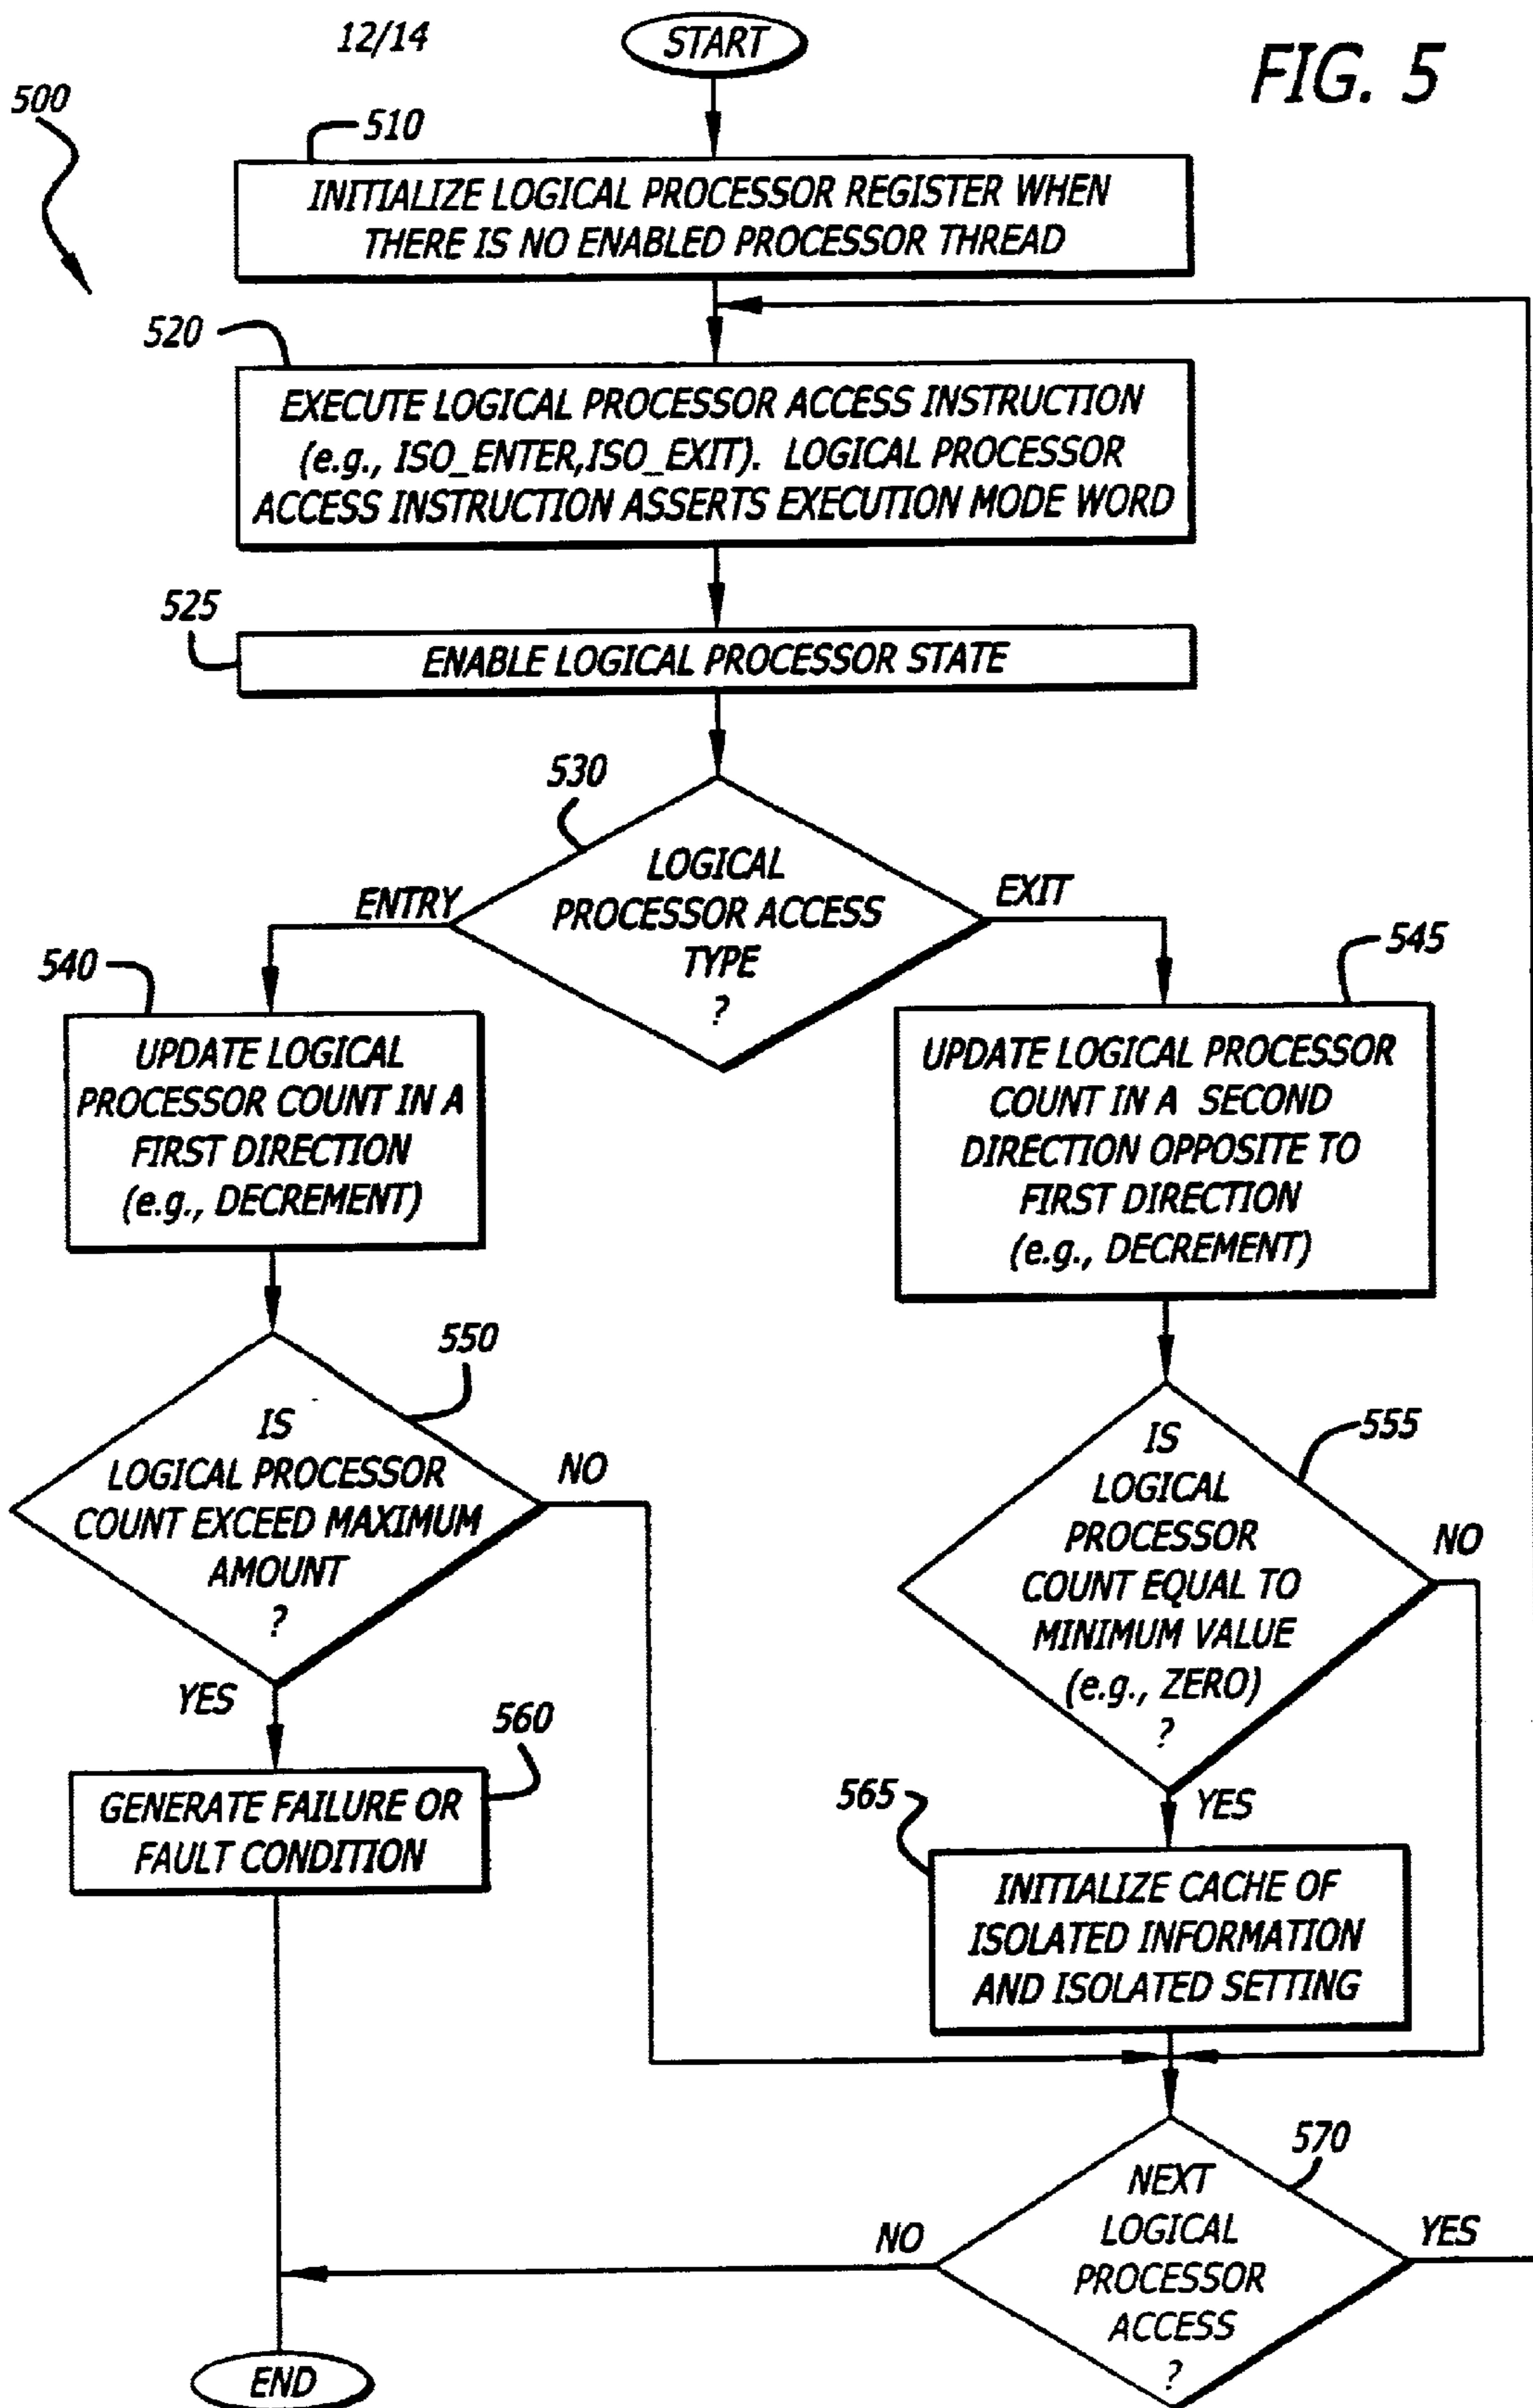 12/14
START
FIG. 5
500
510
INITIALIZE LOGICAL PROCESSOR REGISTER WHEN
THERE IS NO ENABLED PROCESSOR THREAD
520
EXECUTE LOGICAL PROCESSOR ACCESS INSTRUCTION
(e.g., ISO_ENTER,ISO_EXIT). LOGICAL PROCESSOR
ACCESS INSTRUCTION ASSERTS EXECUTION MODE WORD
525
ENABLE LOGICAL PROCESSOR STATE
530
LOGICAL
PROCESSOR ACCESS
TYPE
?
ENTRY
EXIT
540
UPDATE LOGICAL
PROCESSOR COUNT IN A
FIRST DIRECTION
(e.g., DECREMENT)
545
UPDATE LOGICAL PROCESSOR
COUNT IN A SECOND
DIRECTION OPPOSITE TO
FIRST DIRECTION
(e.g., DECREMENT)
550
IS
LOGICAL PROCESSOR
COUNT EXCEED MAXIMUM
AMOUNT
?
NO
YES
555
IS
LOGICAL
PROCESSOR
COUNT EQUAL TO
MINIMUM VALUE
(e.g., ZERO)
?
NO
YES
560
GENERATE FAILURE OR
FAULT CONDITION
565
INITIALIZE CACHE OF
ISOLATED INFORMATION
AND ISOLATED SETTING
570
NEXT
LOGICAL
PROCESSOR
ACCESS
?
NO
YES
END